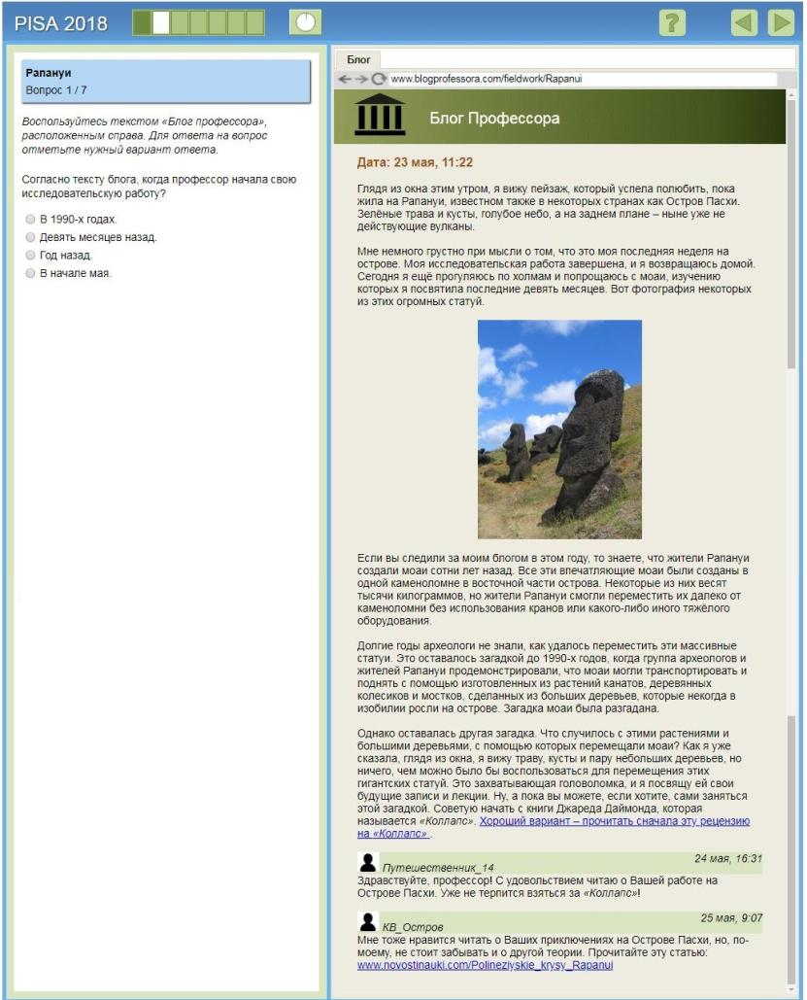 PISA 2018
?
Рапануи
Вопрос 1 / 7
Воспользуйтесь текстом «Блог профессора»,
расположенным справа. Для ответа на вопрос
отметьте нужный вариант ответа.
Согласно тексту блога, когда профессор начала свою
исследовательскую работу?
В 1990-х годах.
Девять месяцев назад.
Год назад.
В начале мая.
Блог
www.blogprofessora.com/fieldwork/Rapanui
Блог Профессора
Дата: 23 мая, 11:22
Глядя из окна этим утром, я вижу пейзаж, который успела полюбить, пока
жила на Рапануи, известном также в некоторых странах как Остров Пасхи.
Зелёные трава и кусты, голубое небо, а на заднем плане – ныне уже не
действующие вулканы.
Мне немного грустно при мысли о том, что это моя последняя неделя на
острове. Моя исследовательская работа завершена, и я возвращаюсь домой.
Сегодня я ещё прогуляюсь по холмам и попрощаюсь с моаи, изучению
которых я посвятила последние девять месяцев. Вот фотография некоторых
из этих огромных статуй.
Если вы следили за моим блогом в этом году, то знаете, что жители Рапануи
создали моаи сотни лет назад. Все эти впечатляющие моаи были созданы в
одной каменоломне в восточной части острова. Некоторые из них весят
тысячи килограммов, но жители Рапануи смогли переместить их далеко от
каменоломни без использования кранов или какого-либо иного тяжёлого
оборудования.
Долгие годы археологи не знали, как удалось переместить эти массивные
статуи. Это оставалось загадкой до 1990-х годов, когда группа археологов и
жителей Рапануи продемонстрировали, что моаи могли транспортировать и
поднять с помощью изготовленных из растений канатов, деревянных
колесиков и мостков, сделанных из больших деревьев, которые некогда в
изобилии росли на острове. Загадка моаи была разгадана.
Однако оставалась другая загадка. Что случилось с этими растениями и
большими деревьями, с помощью которых перемещали моаи? Как я уже
сказала, глядя из окна, я вижу траву, кусты и пару небольших деревьев, но
ничего, чем можно было бы воспользоваться для перемещения этих
гигантских статуй. Это захватывающая головоломка, и я посвящу ей свои
будущие записи и лекции. Ну, а пока вы можете, если хотите, сами заняться
этой загадкой. Советую начать с книги Джареда Даймонда, которая
называется «Коллапс». Хороший вариант – прочитать сначала эту рецензию
на «Коллапс» .
24 мая, 16:31
Путешественник_14
Здравствуйте, профессор! С удовольствием читаю о Вашей работе на
Острове Пасхи. Уже не терпится взяться за «Коллапс»!
25 мая, 9:07
КВ_Остров
Мне тоже нравится читать о Ваших приключениях на Острове Пасхи, но, по-
моему, не стоит забывать и о другой теории. Прочитайте эту статью:
www.novostinauki.com/Polineziyskie_krysy_Rapanui